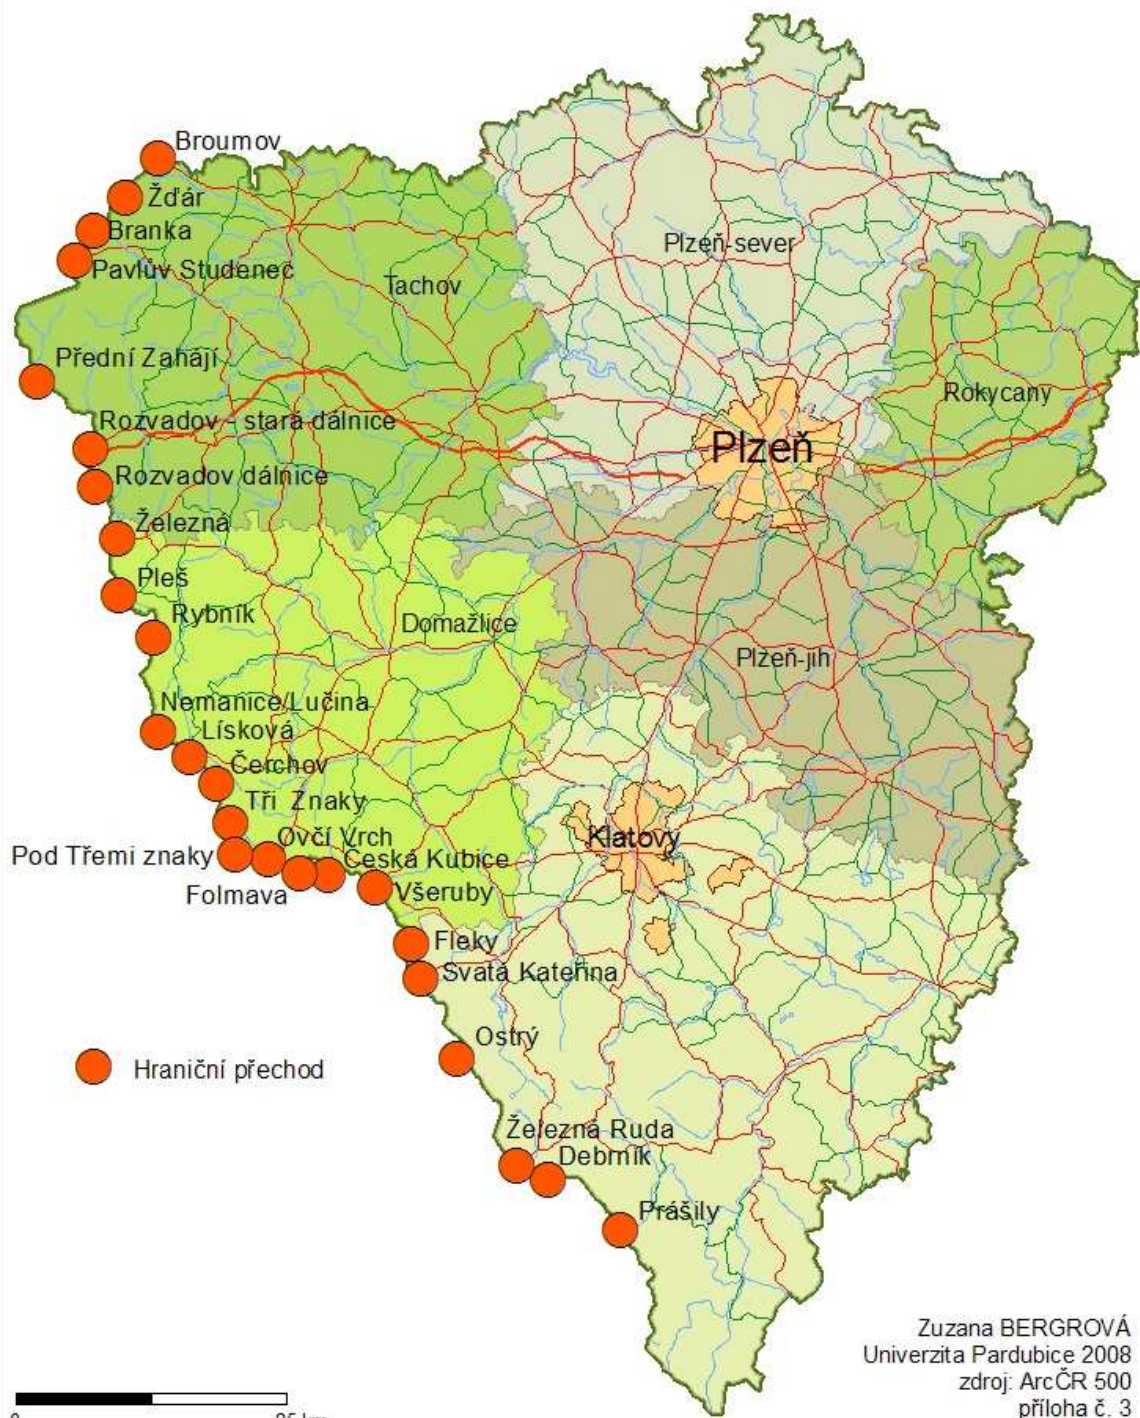 Broumov
Žďár
Branka
Pavlův Studenec
Plzeň-sever
Tachov
Přední Zahájí
Rokycany
Rozvadov - stará dálnice
Plzeň
Rozvadov dálnice
Železná
Pleš
Rybník
Domažlice
Plzeň-jih
Nemanice/Lučina
Lísková
Čerchov
Tři Znaky
Ovčí Vrch
Klatovy
Pod Třemi znaky
Česká Kubice
Folmava
Všeruby
Fleky
Svatá Kateřina
Ostrý
Hraniční přechod
Železná Ruda
Debrník
Prášily
Zuzana BERGROVÁ
Univerzita Pardubice 2008
zdroj: ArcČR 500
příloha č. 3